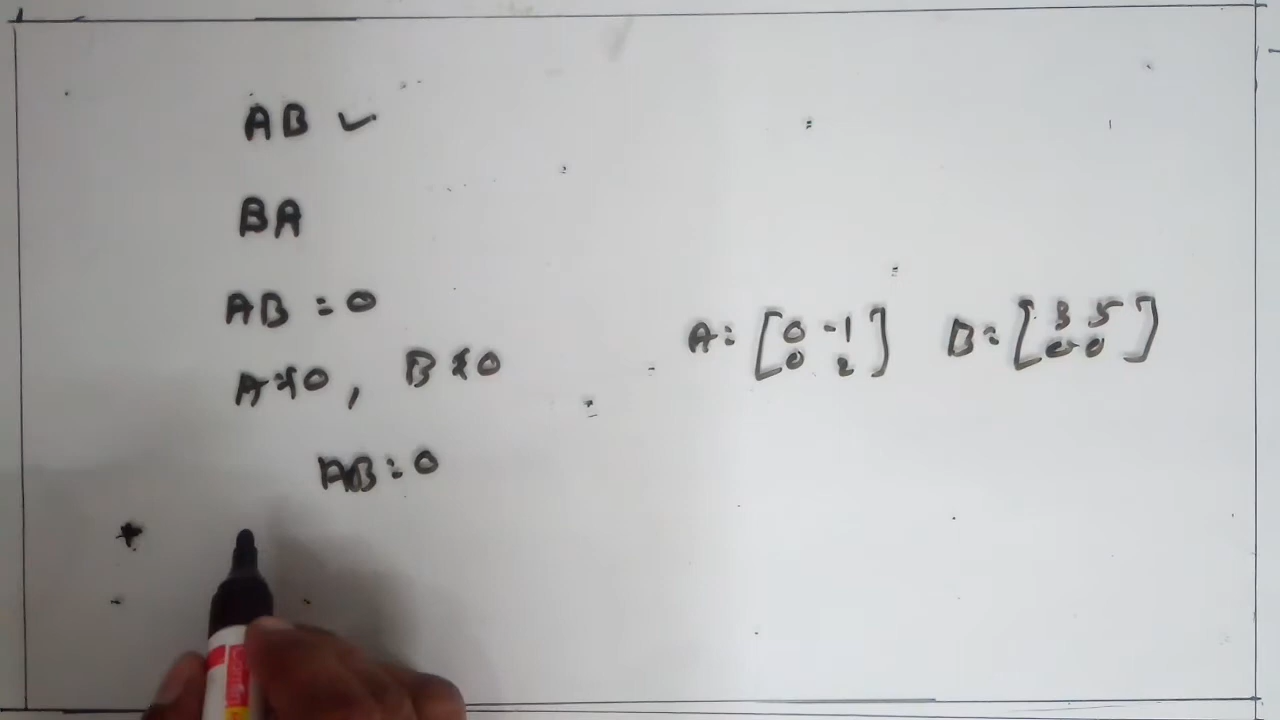 AB ✓
BA
AB = 0
A ≠ 0, B ≠ 0
AB = 0
*
A = [0 -1
0 2] B = [3 5
0 0]